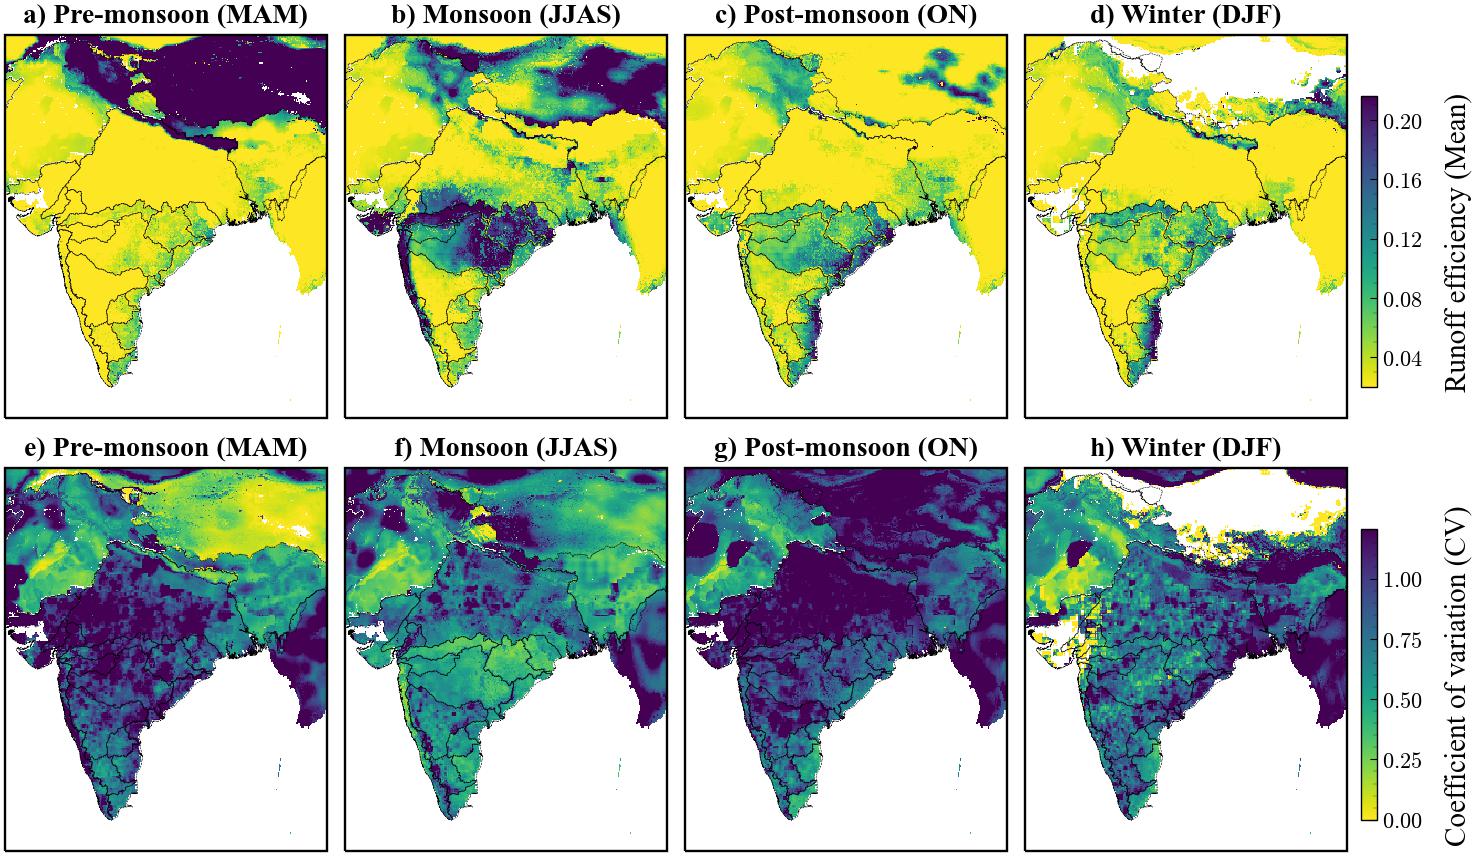 a) Pre-monsoon (MAM)
b) Monsoon (JJAS)
c) Post-monsoon (ON)
d) Winter (DJF)
0.20
0.16
0.12
0.08
0.04
Runoff efficiency (Mean)
e) Pre-monsoon (MAM)
f) Monsoon (JJAS)
g) Post-monsoon (ON)
h) Winter (DJF)
1.00
0.75
0.50
0.25
0.00
Coefficient of variation (CV)